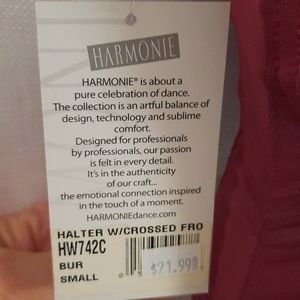 HARMONIE
HARMONIE® is about a
pure celebration of dance.
The collection is an artful balance of
design, technology and sublime
comfort.
Designed for professionals
by professionals, our passion
is felt in every detail.
It's in the authenticity
of our craft...
the emotional connection inspired
in the touch of a moment.
HARMONIEdance.com
HALTER W/CROSSED FRO
HW742C
BUR
SMALL
$21.99